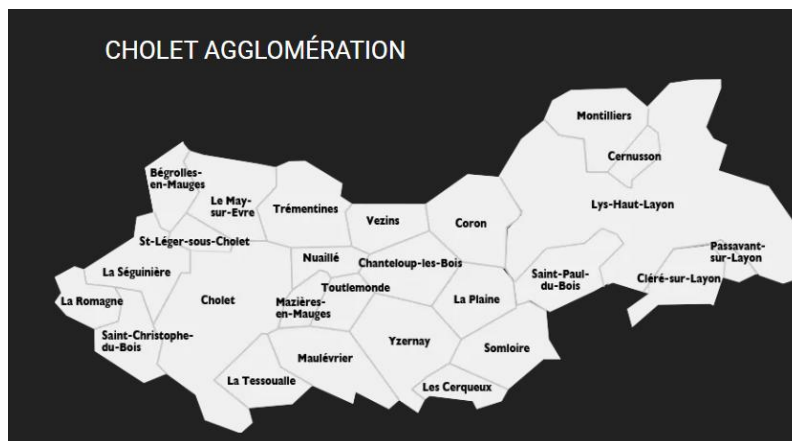 CHOLET AGGLOMÉRATION
Montilliers
Cernusson
Bégrolles-
en-Mauges
Le May-
sur-Evre
Trémentines
Vezins
Coron
Lys-Haut-Layon
St-Léger-sous-Cholet
Nuaillé
Chanteloup-les-Bois
Passavant-
sur-Layon
La Séguinière
Saint-Paul-
du-Bois
Cléré-sur-Layon
Toutlemonde
La Romagne
Cholet
Mazières-
en-Mauges
La Plaine
Saint-Christophe-
du-Bois
Yzernay
Somloire
Maulévrier
La Tessoualle
Les Cerqueux